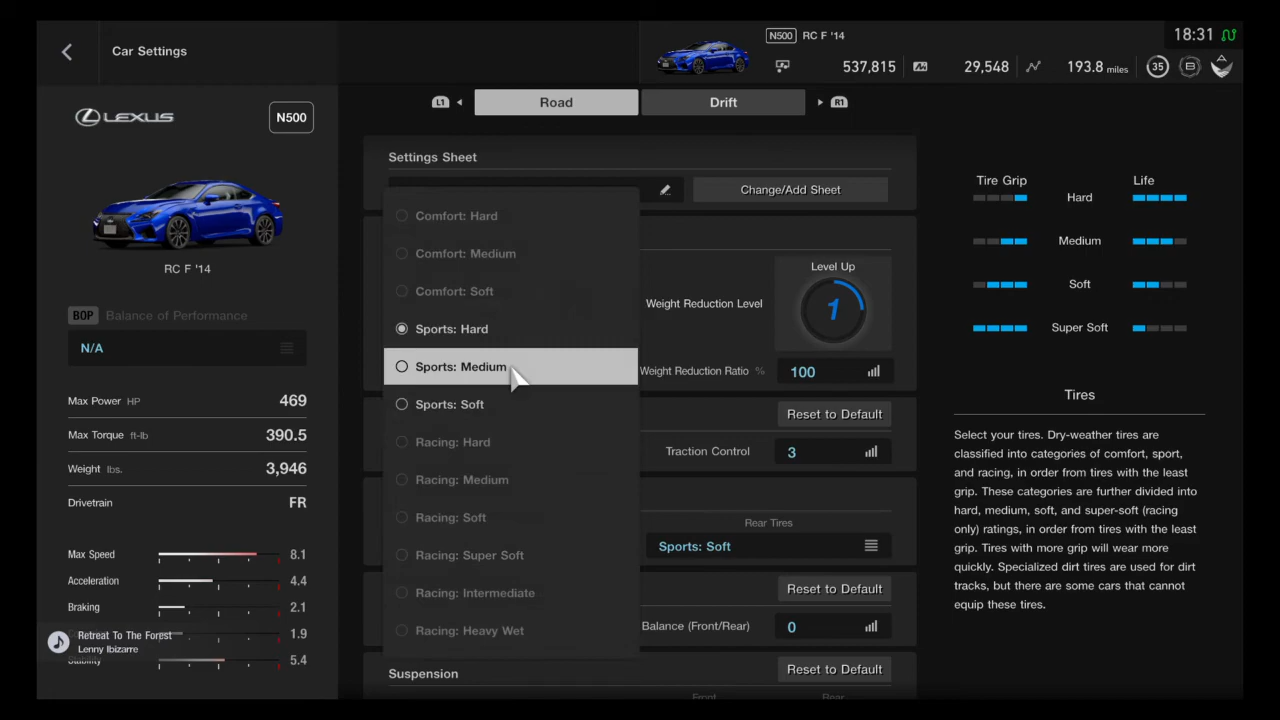 Car Settings
N500 RC F '14
18:31
537,815
29,548
193.8 miles
35
B
L1
Road
Drift
R1
LEXUS
N500
RC F '14
BOP Balance of Performance
N/A
Max Power HP 469
Max Torque ft-lb 390.5
Weight lbs. 3,946
Drivetrain FR
Max Speed 8.1
Acceleration 4.4
Braking 2.1
1.9
Stability 5.4
Retreat To The Forest
Lenny Ibizarre
Settings Sheet
Change/Add Sheet
Comfort: Hard
Comfort: Medium
Comfort: Soft
Sports: Hard
Sports: Medium
Sports: Soft
Racing: Hard
Racing: Medium
Racing: Soft
Racing: Super Soft
Racing: Intermediate
Racing: Heavy Wet
Level Up
Weight Reduction Level 1
Weight Reduction Ratio % 100
Reset to Default
Traction Control 3
Rear Tires
Sports: Soft
Reset to Default
Balance (Front/Rear) 0
Suspension
Reset to Default
Front Rear
Tire Grip Life
Hard
Medium
Soft
Super Soft
Tires
Select your tires. Dry-weather tires are
classified into categories of comfort, sport,
and racing, in order from tires with the least
grip. These categories are further divided into
hard, medium, soft, and super-soft (racing
only) ratings, in order from tires with the least
grip. Tires with more grip will wear more
quickly. Specialized dirt tires are used for dirt
tracks, but there are some cars that cannot
equip these tires.